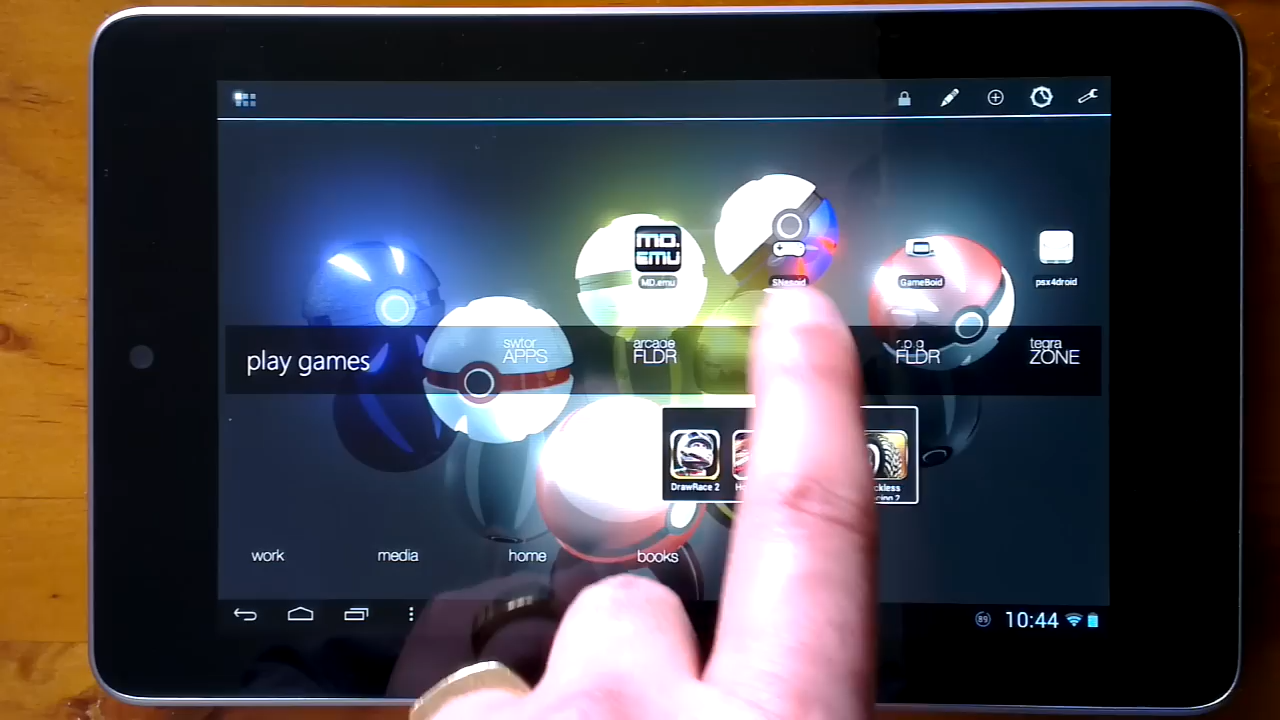 MD.
EMU
MD.emu
SNesoid
GameBoid
psx4droid
play games
swtor
APPS
arcade
FLDR
r.p.g
FLDR
tegra
ZONE
DrawRace 2
work
media
home
books
89
10:44